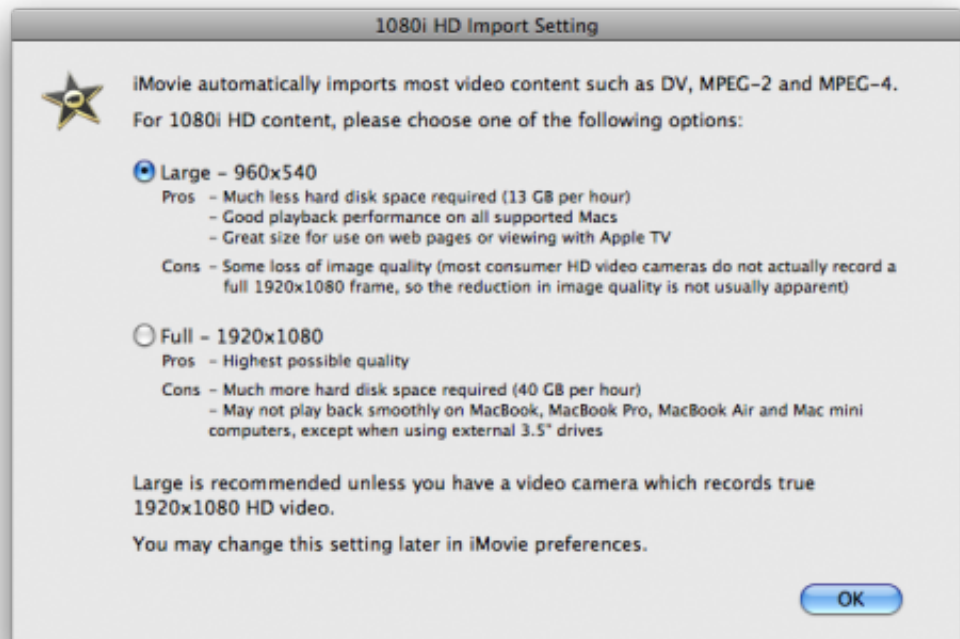 1080i HD Import Setting
iMovie automatically imports most video content such as DV, MPEG-2 and MPEG-4.
For 1080i HD content, please choose one of the following options:
Large - 960x540
Pros - Much less hard disk space required (13 GB per hour)
- Good playback performance on all supported Macs
- Great size for use on web pages or viewing with Apple TV
Cons - Some loss of image quality (most consumer HD video cameras do not actually record a
full 1920x1080 frame, so the reduction in image quality is not usually apparent)
Full - 1920x1080
Pros - Highest possible quality
Cons - Much more hard disk space required (40 GB per hour)
- May not play back smoothly on MacBook, MacBook Pro, MacBook Air and Mac mini
computers, except when using external 3.5" drives
Large is recommended unless you have a video camera which records true
1920x1080 HD video.
You may change this setting later in iMovie preferences.
OK